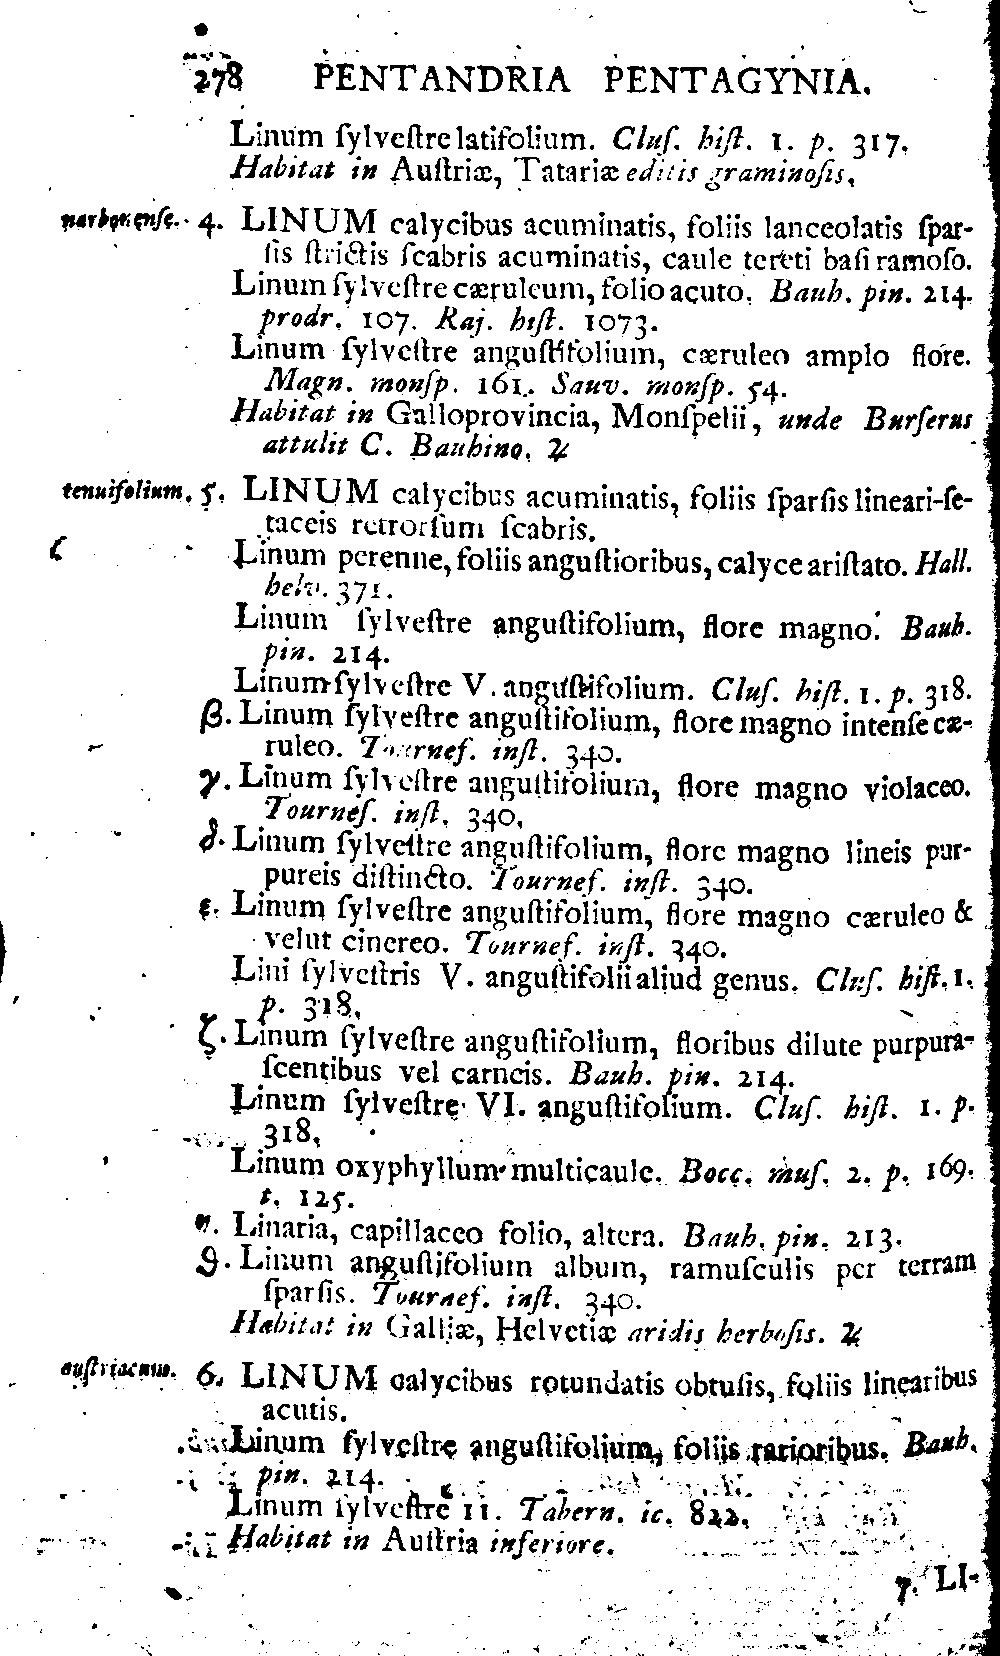 278 PENTANDRIA PENTAGYNIA.
Linum ſylveſtre latifolium. Cluſ. hiſt. 1. p. 317.
Habitat in Auſtriæ, Tatariæ editis graminoſis.
narbonenſe. 4. LINUM calycibus acuminatis, foliis lanceolatis ſpar-
ſis ſtrictis ſcabris acuminatis, caule tereti baſi ramoſo.
Linum ſylveſtre cæruleum, folio acuto. Bauh. pin. 214.
prodr. 107. Raj. hiſt. 1073.
Linum ſylveſtre anguſtifolium, cæruleo amplo flore.
Magn. monſp. 161. Sauv. monſp. 54.
Habitat in Galloprovincia, Monſpelii, unde Burſerus
attulit C. Bauhino. ♃
tenuifolium. 5. LINUM calycibus acuminatis, foliis ſparſis lineari-ſe-
taceis retrorſum ſcabris.
Linum perenne, foliis anguſtioribus, calyce ariſtato. Hall.
helv. 371.
Linum ſylveſtre anguſtifolium, flore magno. Bauh.
pin. 214.
Linum ſylveſtre V. anguſtifolium. Cluſ. hiſt. 1. p. 318.
β. Linum ſylveſtre anguſtifolium, flore magno intenſe cæ-
ruleo. Tournef. inſt. 340.
γ. Linum ſylveſtre anguſtifolium, flore magno violaceo.
Tournef. inſt. 340.
δ. Linum ſylveſtre anguſtifolium, flore magno lineis pur-
pureis diſtincto. Tournef. inſt. 340.
ε. Linum ſylveſtre anguſtifolium, flore magno cæruleo &
velut cinereo. Tournef. inſt. 340.
Lini ſylveſtris V. anguſtifolii aliud genus. Cluſ. hiſt. 1.
p. 318.
ζ. Linum ſylveſtre anguſtifolium, floribus dilute purpura-
ſcentibus vel carneis. Bauh. pin. 214.
Linum ſylveſtre VI. anguſtifolium. Cluſ. hiſt. 1. p.
318.
Linum oxyphyllum multicaule. Bocc. muſ. 2. p. 169.
t. 125.
η. Linaria, capillaceo folio, altera. Bauh. pin. 213.
ϑ. Linum anguſtifolium album, ramuſculis per terram
ſparſis. Tournef. inſt. 340.
Habitat in Galliæ, Helvetiæ aridis herboſis. ♃
auſtriacum. 6. LINUM calycibus rotundatis obtuſis, foliis linearibus
acutis.
Linum ſylveſtre anguſtifolium, foliis rarioribus. Bauh.
pin. 214.
Linum ſylveſtre 11. Tabern. ic. 822.
Habitat in Auſtria inferiore.
7. LI-